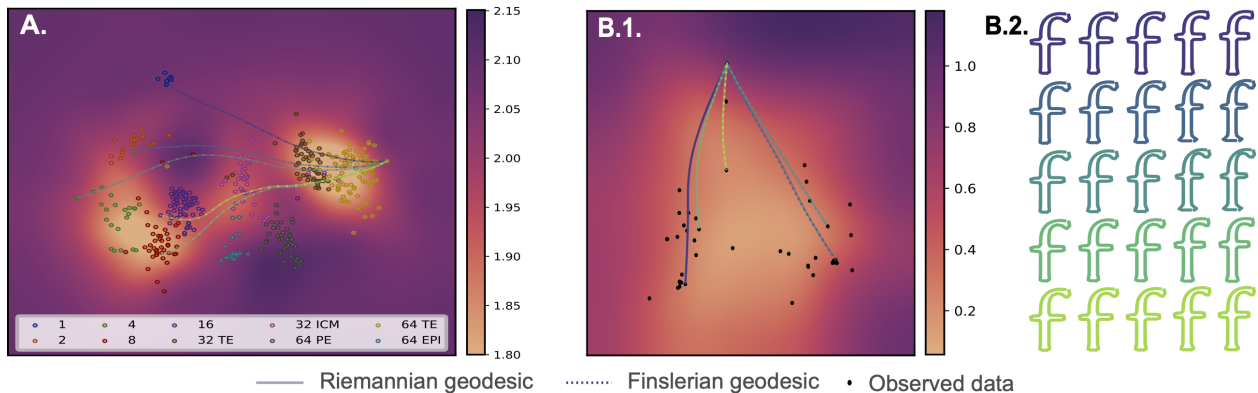 A.
2.15
2.10
2.05
2.00
1.95
1.90
1.85
1.80
1 4 16 32 ICM 64 TE
2 8 32 TE 64 PE 64 EPI
B.1.
1.0
0.8
0.6
0.4
0.2
B.2.
f f f f f
f f f f f
f f f f f
f f f f f
f f f f f
Riemannian geodesic Finslerian geodesic Observed data